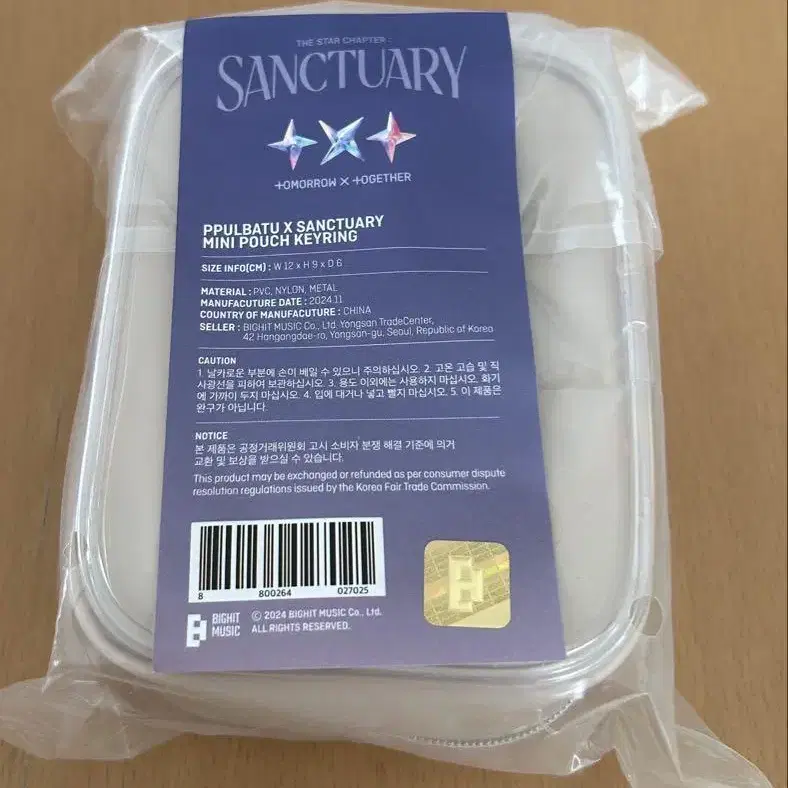 THE STAR CHAPTER :
SANCTUARY
TOMORROW X TOGETHER
PPULBATU X SANCTUARY
MINI POUCH KEYRING
SIZE INFO(CM) : W 12 x H 9 x D 6
MATERIAL : PVC, NYLON, METAL
MANUFACUTURE DATE : 2024.11
COUNTRY OF MANUFACTURE : CHINA
SELLER : BIGHIT MUSIC Co., Ltd. Yongsan TradeCenter,
42 Hangangdae-ro, Yongsan-gu, Seoul, Republic of Korea
CAUTION
1. 날카로운 부분에 손이 베일 수 있으니 주의하십시오. 2. 고온 고습 및 직
사광선을 피하여 보관하십시오. 3. 용도 이외에는 사용하지 마십시오. 화기
에 가까이 두지 마십시오. 4. 입에 대거나 넣고 빨지 마십시오. 5. 이 제품은
완구가 아닙니다.
NOTICE
본 제품은 공정거래위원회 고시 소비자 분쟁 해결 기준에 의거
교환 및 보상을 받으실 수 있습니다.
This product may be exchanged or refunded as per consumer dispute
resolution regulations issued by the Korea Fair Trade Commission.
8 800264 027025
BIGHIT
MUSIC
© 2024 BIGHIT MUSIC Co., Ltd.
ALL RIGHTS RESERVED.